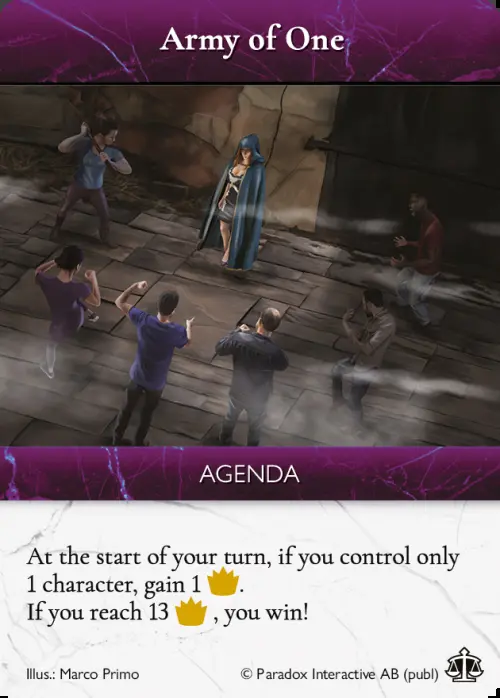 Army of One
AGENDA
At the start of your turn, if you control only
1 character, gain 1 .
If you reach 13 , you win!
Illus.: Marco Primo
© Paradox Interactive AB (publ)